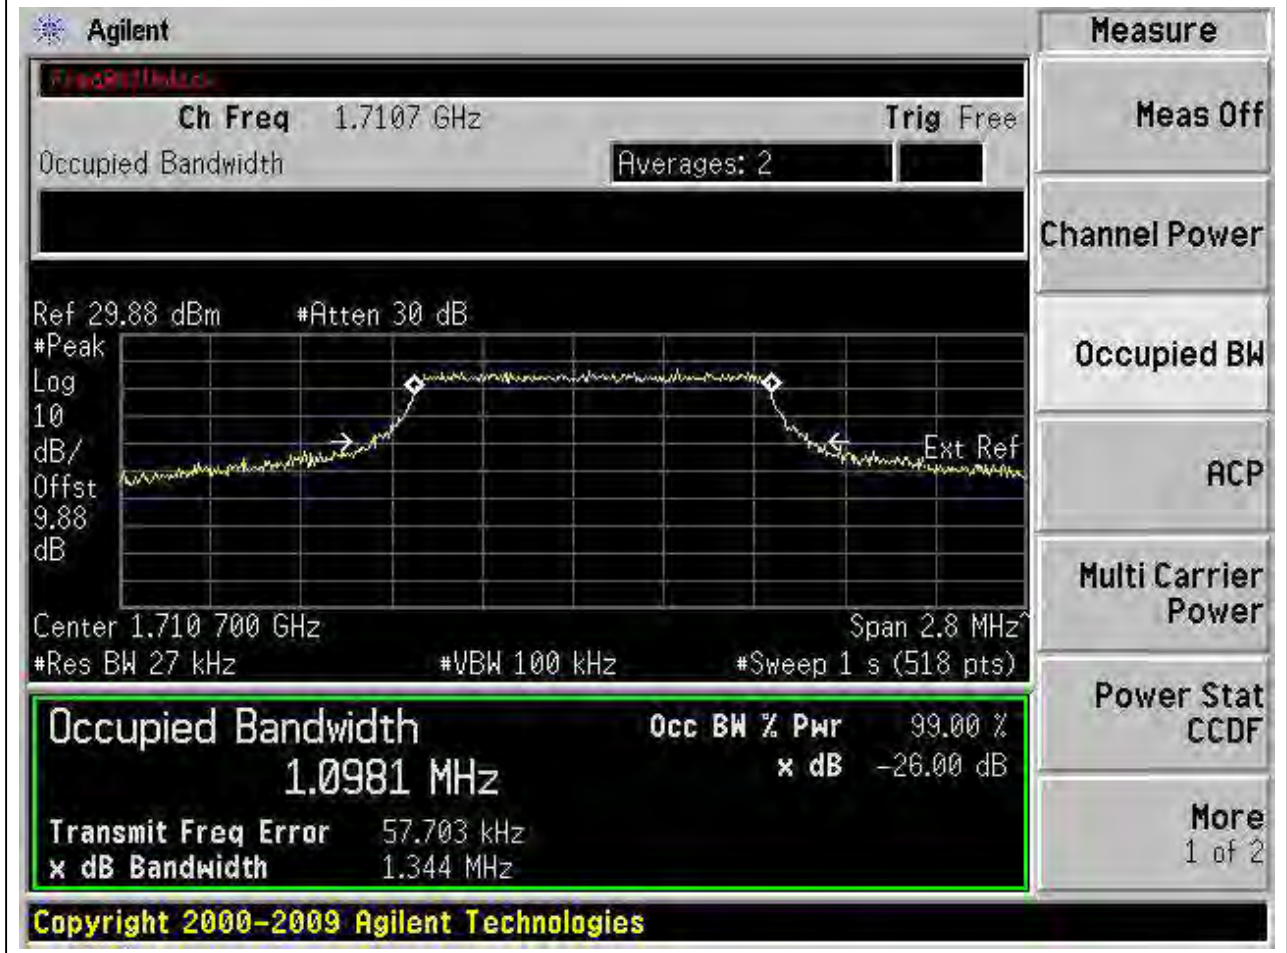 Agilent
Measure
Ch Freq 1.7107 GHz Trig Free
Occupied Bandwidth Averages: 2
Meas Off
Channel Power
Occupied BW
ACP
Multi Carrier
Power
Power Stat
CCDF
More
1 of 2
Ref 29.88 dBm #Atten 30 dB
#Peak
Log
10
dB/
Offst
9.88
dB
Ext Ref
Center 1.710 700 GHz Span 2.8 MHz^
#Res BW 27 kHz #VBW 100 kHz #Sweep 1 s (518 pts)
Occupied Bandwidth Occ BW % Pwr 99.00 %
1.0981 MHz x dB -26.00 dB
Transmit Freq Error 57.703 kHz
x dB Bandwidth 1.344 MHz
Copyright 2000-2009 Agilent Technologies